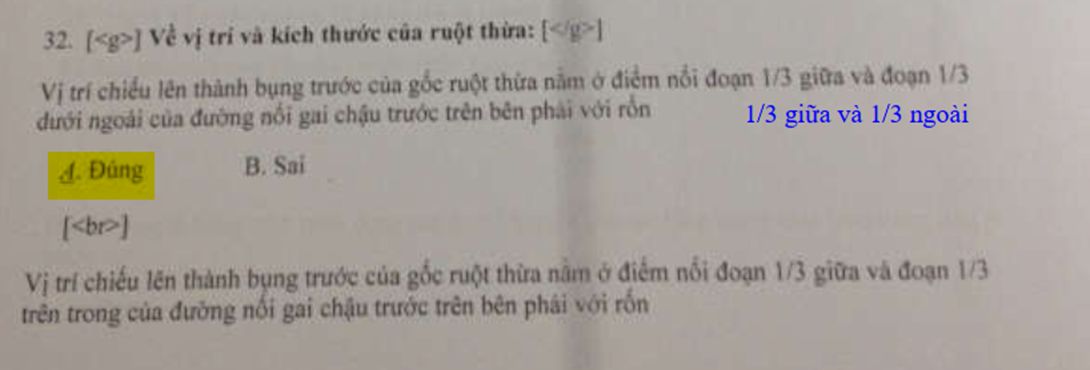 32. [<g>] Về vị trí và kích thước của ruột thừa: [</g>]
Vị trí chiếu lên thành bụng trước của gốc ruột thừa nằm ở điểm nối đoạn 1/3 giữa và đoạn 1/3
dưới ngoài của đường nối gai chậu trước trên bên phải với rốn
1/3 giữa và 1/3 ngoài
A. Đúng B. Sai
[<br>]
Vị trí chiếu lên thành bụng trước của gốc ruột thừa nằm ở điểm nối đoạn 1/3 giữa và đoạn 1/3
trên trong của đường nối gai chậu trước trên bên phải với rốn